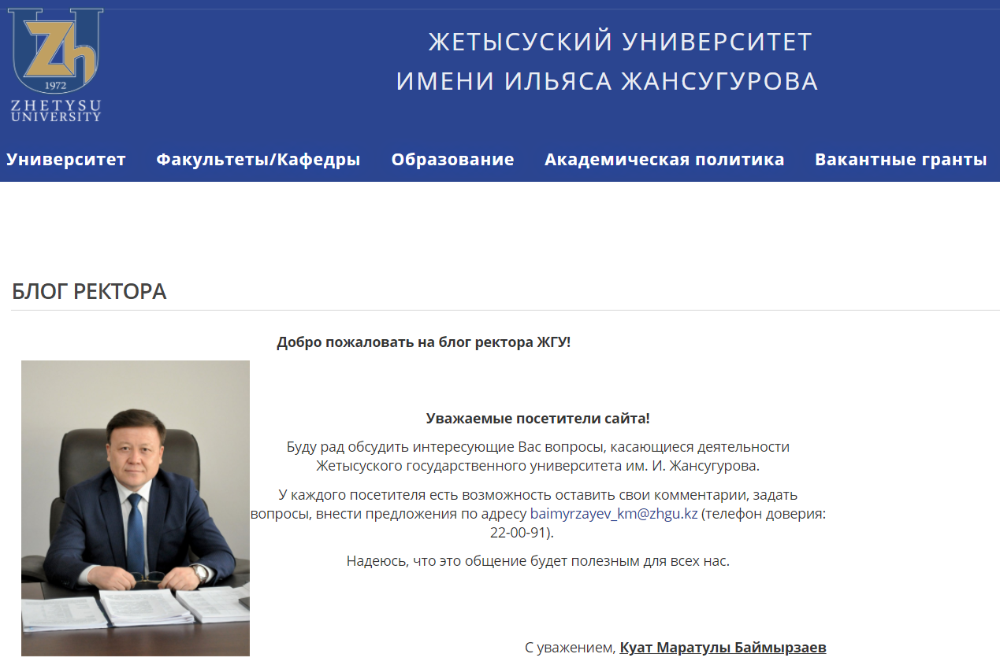 Zh
1972
ZHETYSU
UNIVERSITY
ЖЕТЫСУСКИЙ УНИВЕРСИТЕТ
ИМЕНИ ИЛЬЯСА ЖАНСУГУРОВА
Университет Факультеты/Кафедры Образование Академическая политика Вакантные гранты
БЛОГ РЕКТОРА
Добро пожаловать на блог ректора ЖГУ!
Уважаемые посетители сайта!
Буду рад обсудить интересующие Вас вопросы, касающиеся деятельности
Жетысуского государственного университета им. И. Жансугурова.
У каждого посетителя есть возможность оставить свои комментарии, задать
вопросы, внести предложения по адресу baimyrzayev_km@zhgu.kz (телефон доверия:
22-00-91).
Надеюсь, что это общение будет полезным для всех нас.
С уважением, Куат Маратулы Баймырзаев